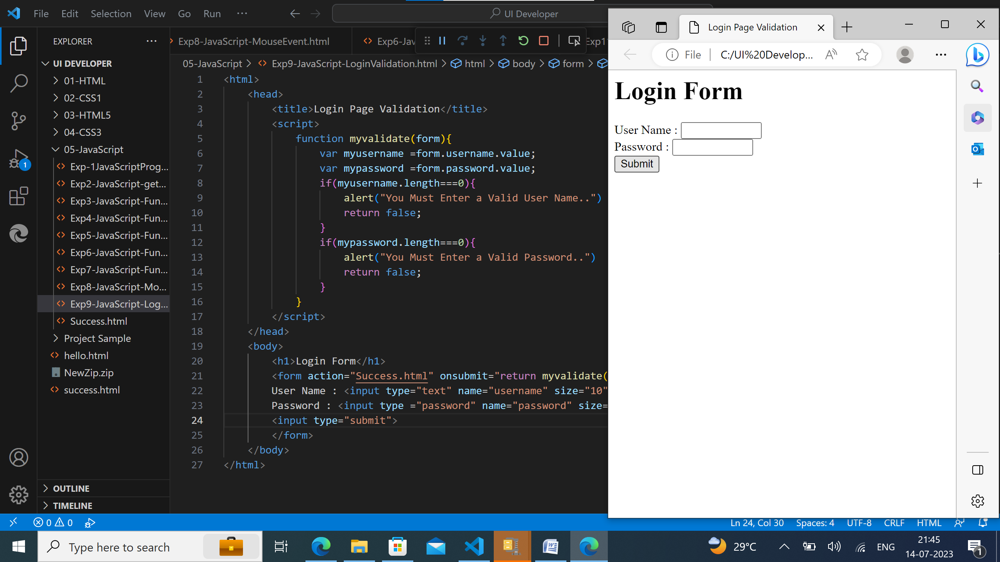 File Edit Selection View Go Run ...
UI Developer
EXPLORER
UI DEVELOPER
01-HTML
02-CSS1
03-HTML5
04-CSS3
05-JavaScript
Exp-1JavaScriptProg...
Exp2-JavaScript-get...
Exp3-JavaScript-Fun...
Exp4-JavaScript-Fun...
Exp5-JavaScript-Fun...
Exp6-JavaScript-Fun...
Exp7-JavaScript-Fun...
Exp8-JavaScript-Mo...
Exp9-JavaScript-Log...
Success.html
Project Sample
hello.html
NewZip.zip
success.html
OUTLINE
TIMELINE
1
Exp8-JavaScript-MouseEvent.html
Exp6-Jav
Exp1
05-JavaScript > Exp9-JavaScript-LoginValidation.html > html > body > form >
1 <html>
2 <head>
3 <title>Login Page Validation</title>
4 <script>
5 function myvalidate(form){
6 var myusername =form.username.value;
7 var mypassword =form.password.value;
8 if(myusername.length===0){
9 alert("You Must Enter a Valid User Name..")
10 return false;
11 }
12 if(mypassword.length===0){
13 alert("You Must Enter a Valid Password..")
14 return false;
15 }
16 }
17 </script>
18 </head>
19 <body>
20 <h1>Login Form</h1>
21 <form action="Success.html" onsubmit="return myvalidate(
22 User Name : <input type="text" name="username" size="10"
23 Password : <input type ="password" name="password" size=
24 <input type="submit">
25 </form>
26 </body>
27 </html>
Login Page Validation
File C:/UI%20Develop...
Login Form
User Name :
Password :
Submit
0 0
Ln 24, Col 30 Spaces: 4 UTF-8 CRLF HTML
Type here to search
29°C
ENG
21:45
14-07-2023
1